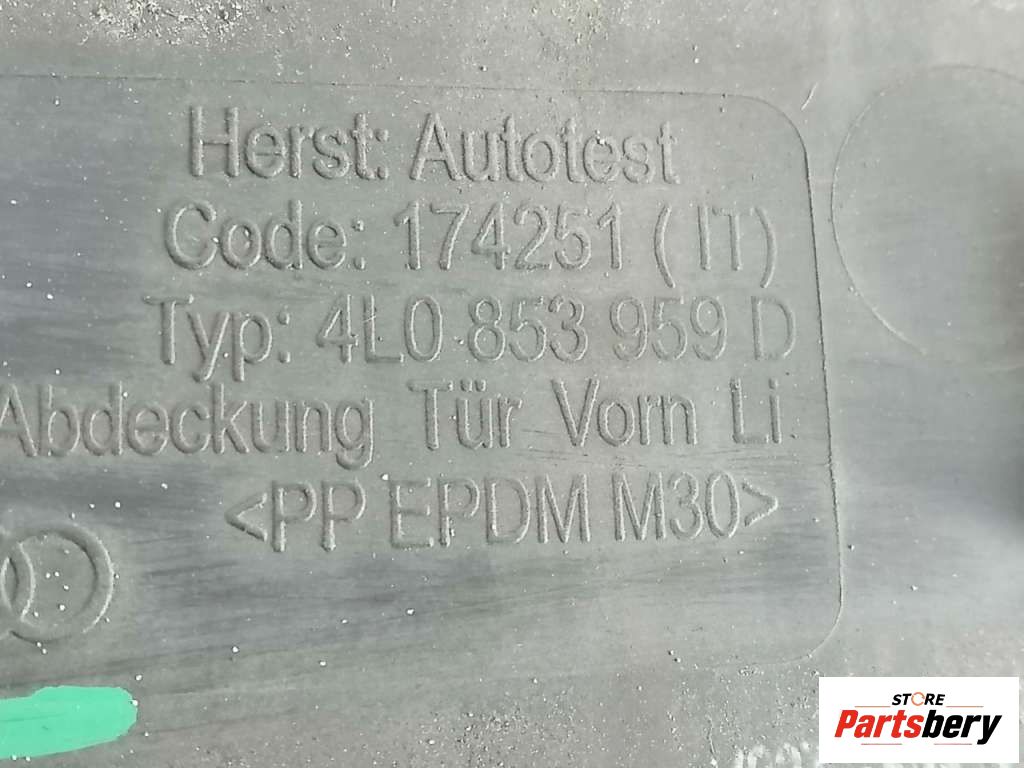 Herst: Autotest
Code: 174251 (IT)
Typ: 4L0 853 959 D
Abdeckung Tür Vorn Li
<PP EPDM M30>
STORE
Partsbery